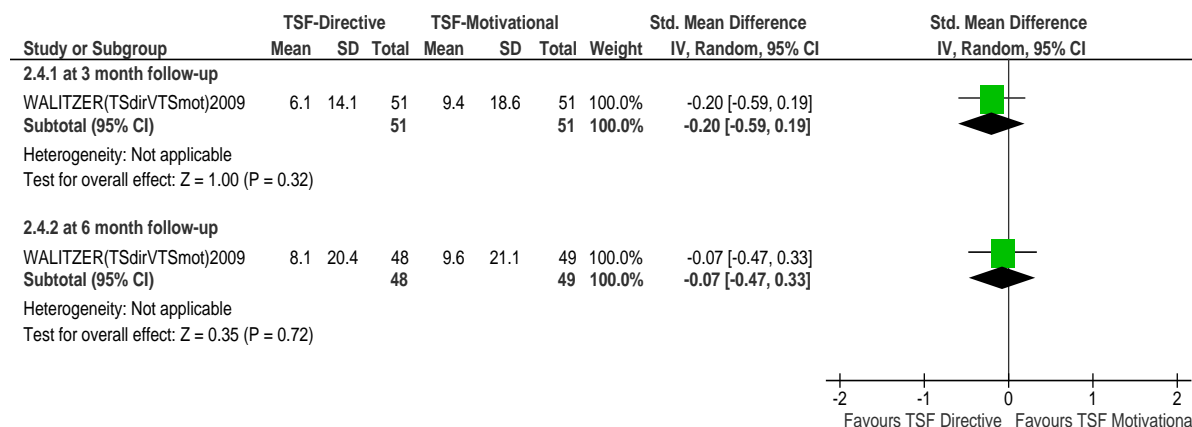 TSF-Directive TSF-Motivational Std. Mean Difference Std. Mean Difference
Study or Subgroup Mean SD Total Mean SD Total Weight IV, Random, 95% CI IV, Random, 95% CI
2.4.1 at 3 month follow-up
WALITZER(TSdirVTSmot)2009 6.1 14.1 51 9.4 18.6 51 100.0% -0.20 [-0.59, 0.19]
Subtotal (95% CI) 51 51 100.0% -0.20 [-0.59, 0.19]
Heterogeneity: Not applicable
Test for overall effect: Z = 1.00 (P = 0.32)
2.4.2 at 6 month follow-up
WALITZER(TSdirVTSmot)2009 8.1 20.4 48 9.6 21.1 49 100.0% -0.07 [-0.47, 0.33]
Subtotal (95% CI) 48 49 100.0% -0.07 [-0.47, 0.33]
Heterogeneity: Not applicable
Test for overall effect: Z = 0.35 (P = 0.72)
-2 -1 0 1 2
Favours TSF Directive Favours TSF Motivationa